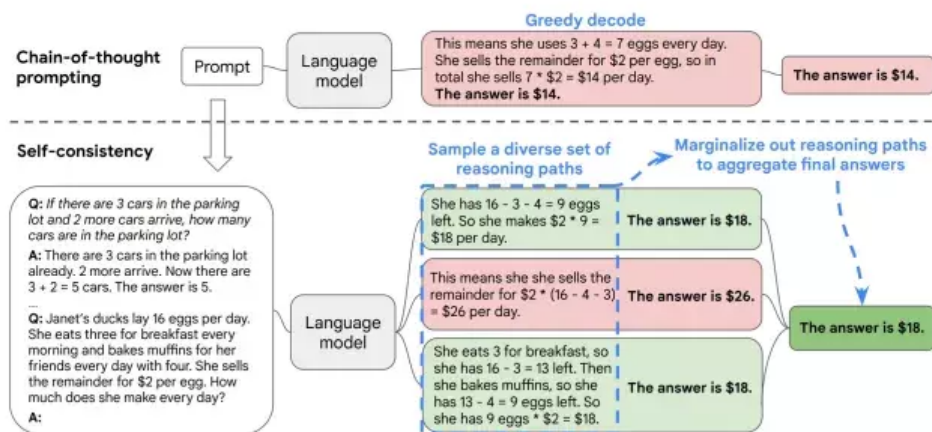 Greedy decode
Chain-of-thought
prompting
Prompt
Language
model
This means she uses 3 + 4 = 7 eggs every day.
She sells the remainder for $2 per egg, so in
total she sells 7 * $2 = $14 per day.
The answer is $14.
The answer is $14.
Self-consistency
Sample a diverse set of
reasoning paths
Marginalize out reasoning paths
to aggregate final answers
Q: If there are 3 cars in the parking
lot and 2 more cars arrive, how many
cars are in the parking lot?
A: There are 3 cars in the parking lot
already. 2 more arrive. Now there are
3 + 2 = 5 cars. The answer is 5.
...
Q: Janet's ducks lay 16 eggs per day.
She eats three for breakfast every
morning and bakes muffins for her
friends every day with four. She sells
the remainder for $2 per egg. How
much does she make every day?
A:
Language
model
She has 16 - 3 - 4 = 9 eggs
left. So she makes $2 * 9 =
$18 per day.
The answer is $18.
This means she she sells the
remainder for $2 * (16 - 4 - 3)
= $26 per day.
The answer is $26.
She eats 3 for breakfast, so
she has 16 - 3 = 13 left. Then
she bakes muffins, so she
has 13 - 4 = 9 eggs left. So
she has 9 eggs * $2 = $18.
The answer is $18.
The answer is $18.